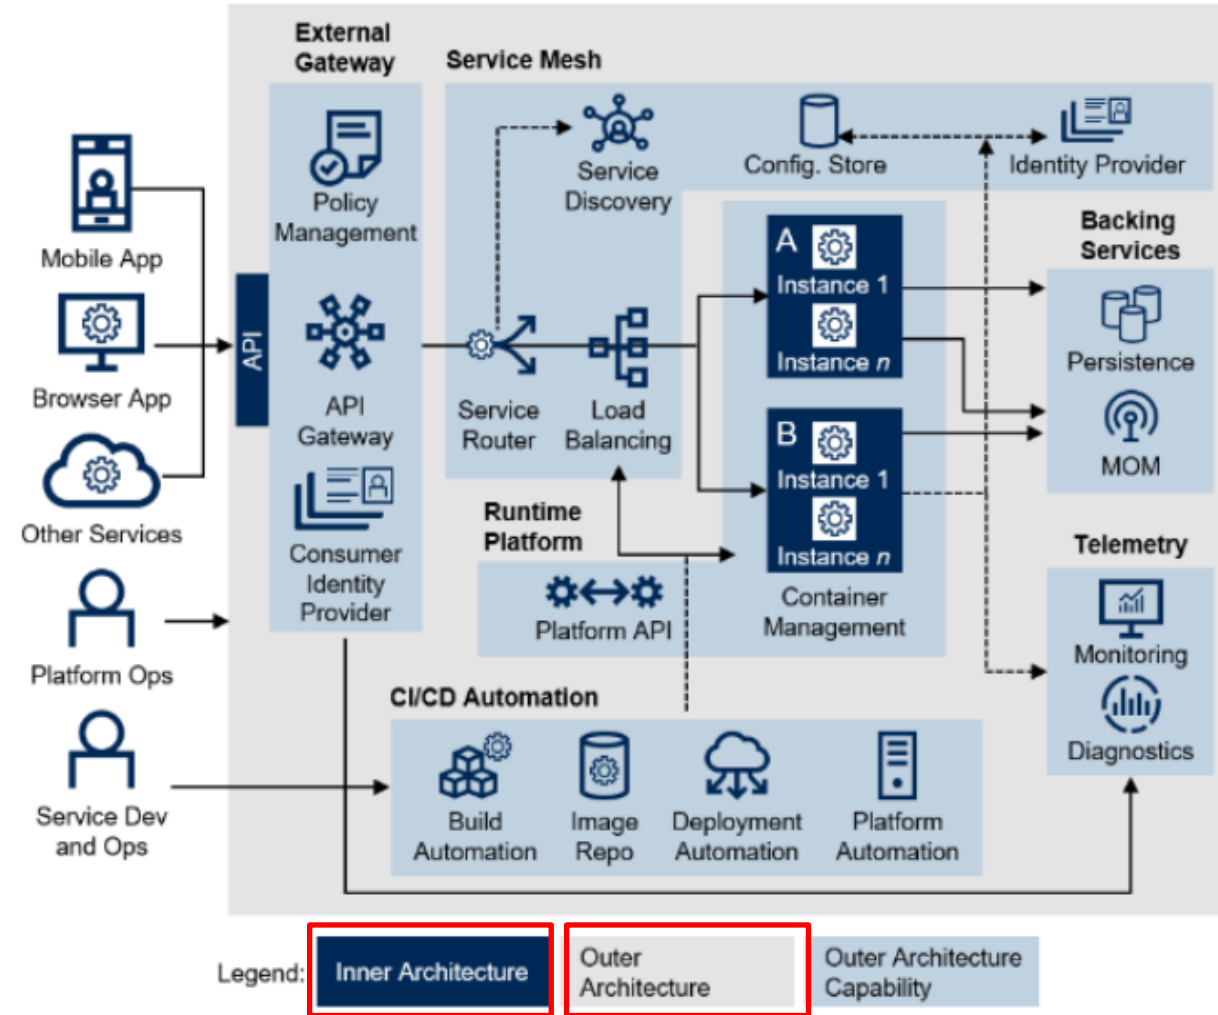 External
Gateway
Service Mesh
Policy
Management
Service
Discovery
Config. Store
Identity Provider
Mobile App
Browser App
Other Services
Platform Ops
Service Dev
and Ops
API
API
Gateway
Consumer
Identity
Provider
Service
Router
Load
Balancing
A
Instance 1
Instance n
B
Instance 1
Instance n
Container
Management
Backing
Services
Persistence
MOM
Runtime
Platform
Platform API
Telemetry
Monitoring
Diagnostics
CI/CD Automation
Build
Automation
Image
Repo
Deployment
Automation
Platform
Automation
Legend:
Inner Architecture
Outer
Architecture
Outer Architecture
Capability